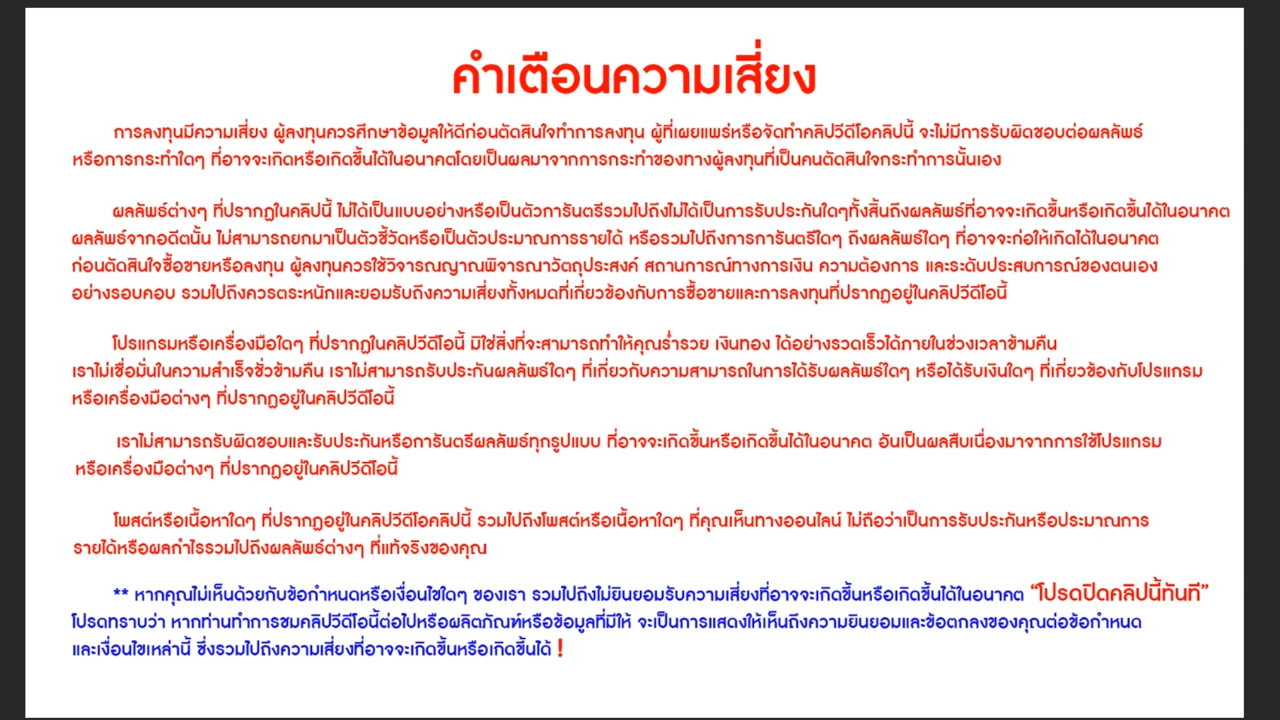 คำเตือนความเสี่ยง
การลงทุนมีความเสี่ยง ผู้ลงทุนควรศึกษาข้อมูลให้ดีก่อนตัดสินใจทำการลงทุน ผู้ที่เผยแพร่หรือจัดทำคลิปวีดีโอคลิปนี้ จะไม่มีการรับผิดชอบต่อผลลัพธ์
หรือการกระทำใดๆ ที่อาจจะเกิดหรือเกิดขึ้นได้ในอนาคตโดยเป็นผลมาจากการกระทำของทางผู้ลงทุนที่เป็นคนตัดสินใจกระทำการนั้นเอง
ผลลัพธ์ต่างๆ ที่ปรากฏในคลิปนี้ ไม่ได้เป็นแบบอย่างหรือเป็นตัวการันตรีรวมไปถึงไม่ได้เป็นการรับประกันใดๆทั้งสิ้นถึงผลลัพธ์ที่อาจจะเกิดขึ้นหรือเกิดขึ้นได้ในอนาคต
ผลลัพธ์จากอดีตนั้น ไม่สามารถยกมาเป็นตัวชี้วัดหรือเป็นตัวประมาณการรายได้ หรือรวมไปถึงการการันตรีใดๆ ถึงผลลัพธ์ใดๆ ที่อาจจะก่อให้เกิดได้ในอนาคต
ก่อนตัดสินใจซื้อขายหรือลงทุน ผู้ลงทุนควรใช้วิจารณญาณพิจารณาวัตถุประสงค์ สถานการณ์ทางการเงิน ความต้องการ และระดับประสบการณ์ของตนเอง
อย่างรอบคอบ รวมไปถึงควรตระหนักและยอมรับถึงความเสี่ยงทั้งหมดที่เกี่ยวข้องกับการซื้อขายและการลงทุนที่ปรากฏอยู่ในคลิปวีดีโอนี้
โปรแกรมหรือเครื่องมือใดๆ ที่ปรากฏในคลิปวีดีโอนี้ มิใช่สิ่งที่จะสามารถทำให้คุณร่ำรวย เงินทอง ได้อย่างรวดเร็วได้ภายในช่วงเวลาข้ามคืน
เราไม่เชื่อมั่นในความสำเร็จชั่วข้ามคืน เราไม่สามารถรับประกันผลลัพธ์ใดๆ ที่เกี่ยวกับความสามารถในการได้รับผลลัพธ์ใดๆ หรือได้รับเงินใดๆ ที่เกี่ยวข้องกับโปรแกรม
หรือเครื่องมือต่างๆ ที่ปรากฏอยู่ในคลิปวีดีโอนี้
เราไม่สามารถรับผิดชอบและรับประกันหรือการันตรีผลลัพธ์ทุกรูปแบบ ที่อาจจะเกิดขึ้นหรือเกิดขึ้นได้ในอนาคต อันเป็นผลสืบเนื่องมาจากการใช้โปรแกรม
หรือเครื่องมือต่างๆ ที่ปรากฏอยู่ในคลิปวีดีโอนี้
โพสต์หรือเนื้อหาใดๆ ที่ปรากฏอยู่ในคลิปวีดีโอคลิปนี้ รวมไปถึงโพสต์หรือเนื้อหาใดๆ ที่คุณเห็นทางออนไลน์ ไม่ถือว่าเป็นการรับประกันหรือประมาณการ
รายได้หรือผลกำไรรวมไปถึงผลลัพธ์ต่างๆ ที่แท้จริงของคุณ
** หากคุณไม่เห็นด้วยกับข้อกำหนดหรือเงื่อนไขใดๆ ของเรา รวมไปถึงไม่ยินยอมรับความเสี่ยงที่อาจจะเกิดขึ้นหรือเกิดขึ้นได้ในอนาคต “โปรดปิดคลิปนี้ทันที”
โปรดทราบว่า หากท่านทำการชมคลิปวีดีโอนี้ต่อไปหรือผลิตภัณฑ์หรือข้อมูลที่มีให้ จะเป็นการแสดงให้เห็นถึงความยินยอมและข้อตกลงของคุณต่อข้อกำหนด
และเงื่อนไขเหล่านี้ ซึ่งรวมไปถึงความเสี่ยงที่อาจจะเกิดขึ้นหรือเกิดขึ้นได้ !